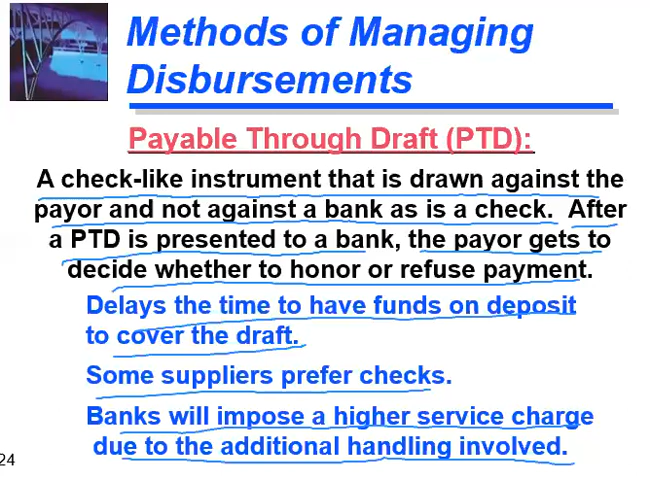 Methods of Managing
Disbursements
Payable Through Draft (PTD):
A check-like instrument that is drawn against the
payor and not against a bank as is a check.  After
a PTD is presented to a bank, the payor gets to
decide whether to honor or refuse payment.
Delays the time to have funds on deposit
to cover the draft.
Some suppliers prefer checks.
Banks will impose a higher service charge
due to the additional handling involved.
24